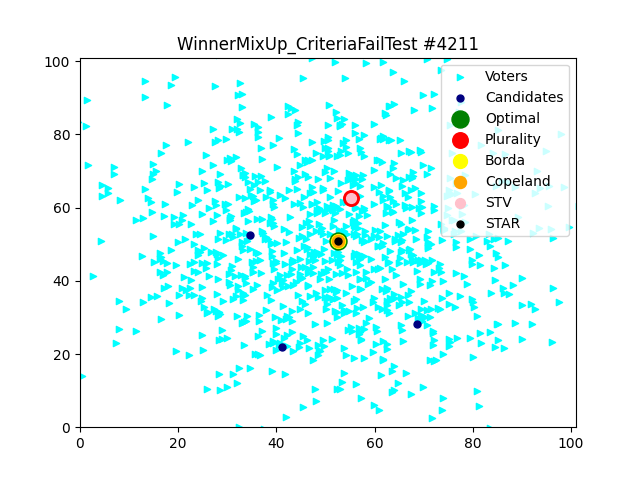 WinnerMixUp_CriteriaFailTest #4211
100
80
60
40
20
0
0 20 40 60 80 100
Voters
Candidates
Optimal
Plurality
Borda
Copeland
STV
STAR